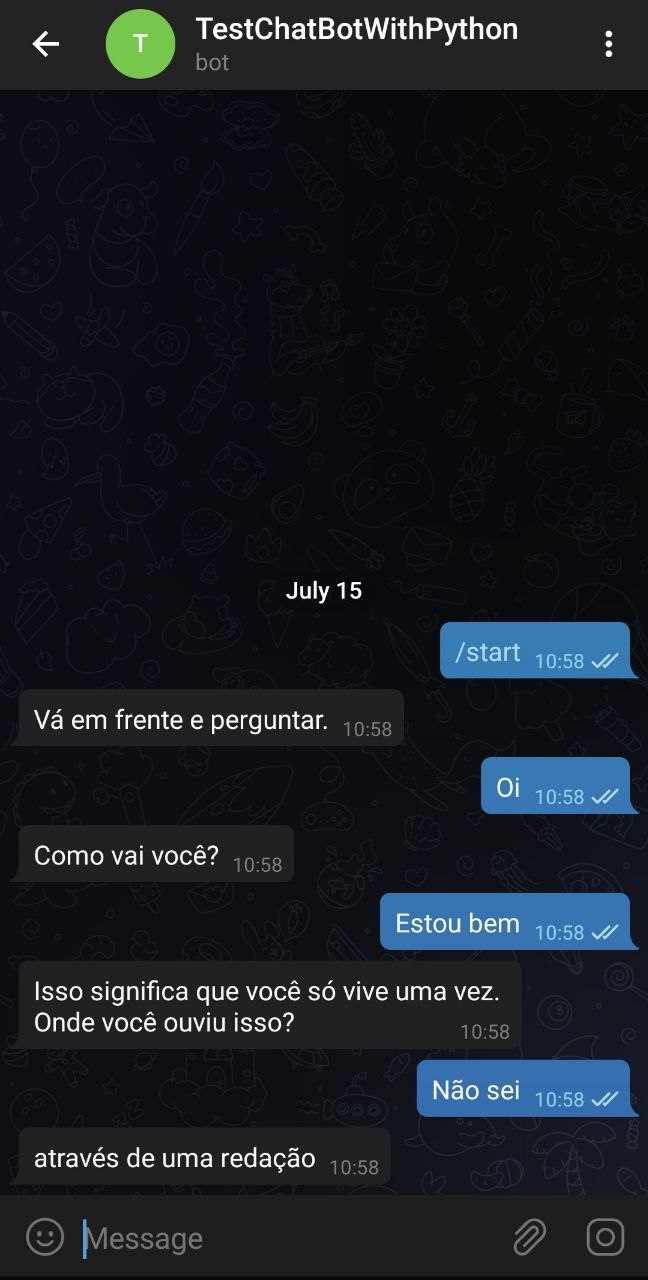 T
TestChatBotWithPython
bot
July 15
/start 10:58
Vá em frente e perguntar. 10:58
Oi 10:58
Como vai você? 10:58
Estou bem 10:58
Isso significa que você só vive uma vez.
Onde você ouviu isso? 10:58
Não sei 10:58
através de uma redação 10:58
Message